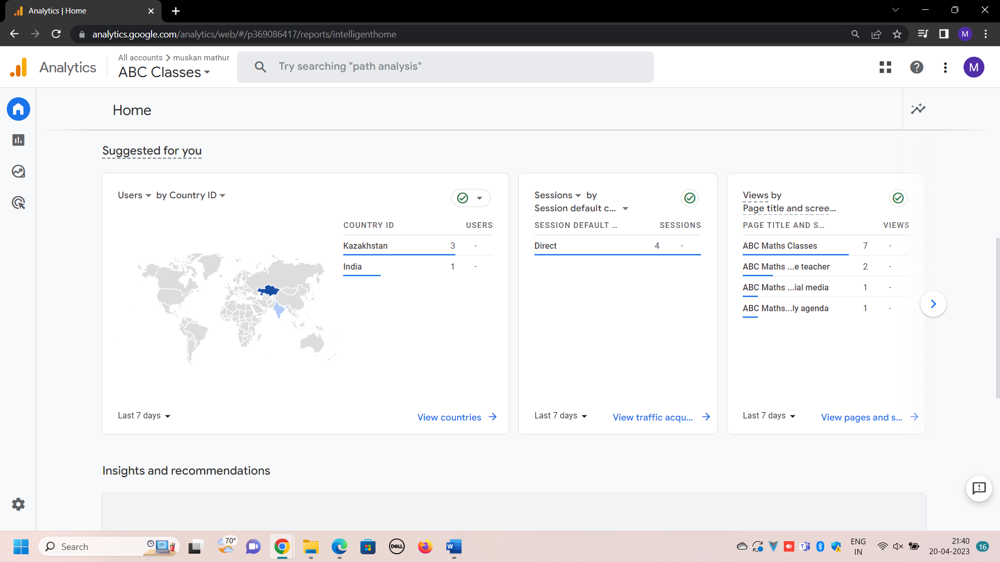 Analytics | Home
analytics.google.com/analytics/web/#/p369086417/reports/intelligenthome
M
Analytics
All accounts > muskan mathur
ABC Classes
Try searching "path analysis"
M
Home
Suggested for you
Users by Country ID
COUNTRY ID USERS
Kazakhstan 3 -
India 1 -
Last 7 days
View countries
Sessions by
Session default c...
SESSION DEFAULT ... SESSIONS
Direct 4 -
Last 7 days
View traffic acqu...
Views by
Page title and scree...
PAGE TITLE AND S... VIEWS
ABC Maths Classes 7 -
ABC Maths ...e teacher 2 -
ABC Maths ...ial media 1 -
ABC Maths...ly agenda 1 -
Last 7 days
View pages and s...
Insights and recommendations
Search
70°
DELL
W
ENG
IN
21:40
20-04-2023
16